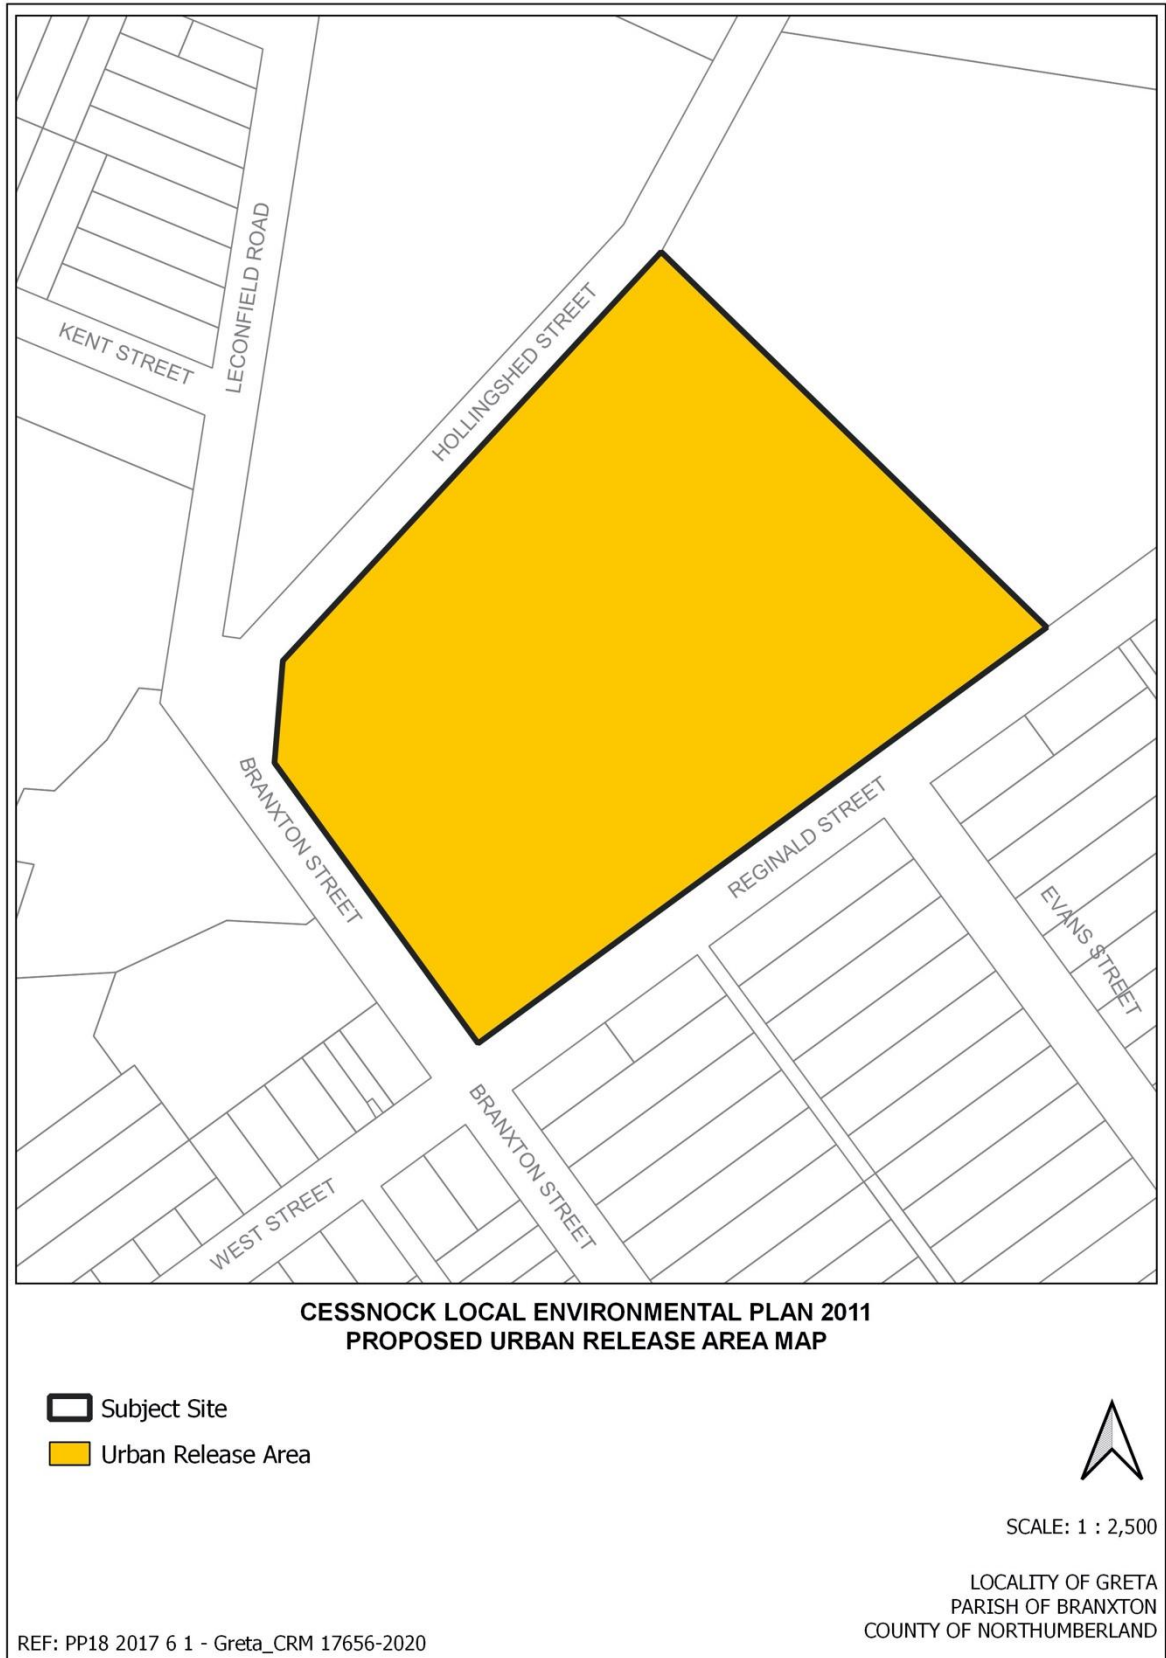 LECONFIELD ROAD
KENT STREET
HOLLINGSHED STREET
BRANXTON STREET
REGINALD STREET
EVANS STREET
BRANXTON STREET
WEST STREET
CESSNOCK LOCAL ENVIRONMENTAL PLAN 2011
PROPOSED URBAN RELEASE AREA MAP
Subject Site
Urban Release Area
SCALE: 1 : 2,500
LOCALITY OF GRETA
PARISH OF BRANXTON
COUNTY OF NORTHUMBERLAND
REF: PP18 2017 6 1 - Greta_CRM 17656-2020